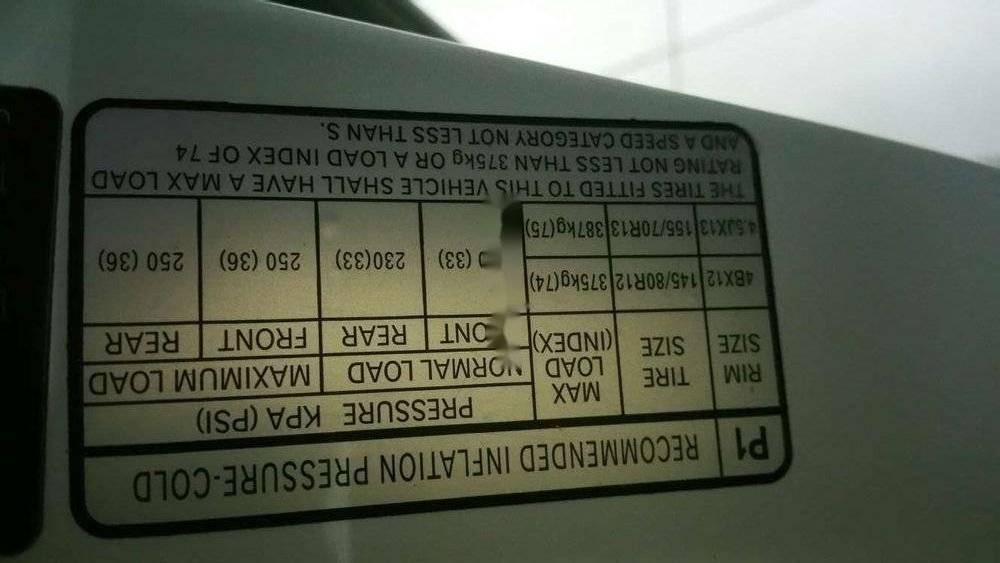 P1 RECOMMENDED INFLATION PRESSURE-COLD
RIM SIZE
TIRE SIZE
MAX LOAD (INDEX)
PRESSURE KPA (PSI)
NORMAL LOAD
MAXIMUM LOAD
FRONT REAR FRONT REAR
4BX12 145/80R12 375kg(74)
4.5JX13 155/70R13 387kg(75)
0 (33) 230(33) 250 (36) 250 (36)
THE TIRES FITTED TO THIS VEHICLE SHALL HAVE A MAX LOAD
RATING NOT LESS THAN 375kg OR A LOAD INDEX OF 74
AND A SPEED CATEGORY NOT LESS THAN S.